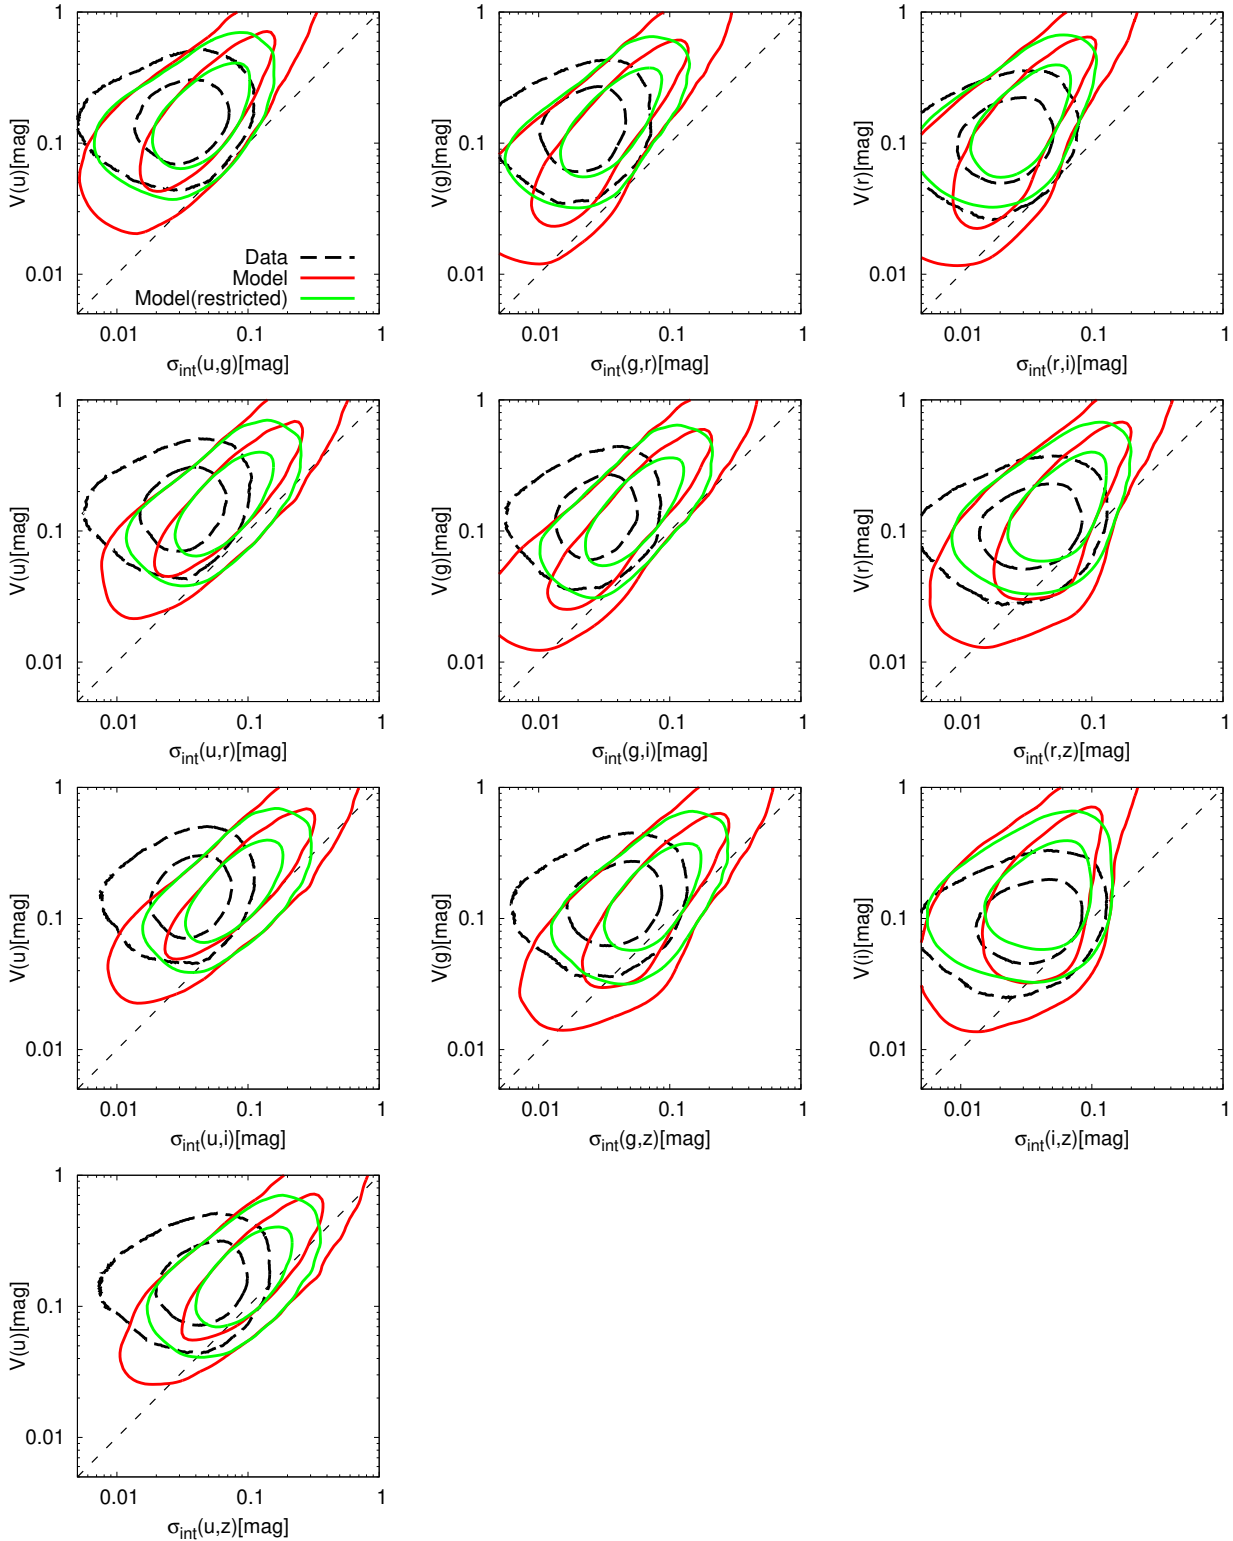 1
0.1
0.01
V(u)[mag]
Data
Model
Model(restricted)
0.01 0.1 1
σint(u,g)[mag]
1
0.1
0.01
V(g)[mag]
0.01 0.1 1
σint(g,r)[mag]
1
0.1
0.01
V(r)[mag]
0.01 0.1 1
σint(r,i)[mag]
1
0.1
0.01
V(u)[mag]
0.01 0.1 1
σint(u,r)[mag]
1
0.1
0.01
V(g)[mag]
0.01 0.1 1
σint(g,i)[mag]
1
0.1
0.01
V(r)[mag]
0.01 0.1 1
σint(r,z)[mag]
1
0.1
0.01
V(u)[mag]
0.01 0.1 1
σint(u,i)[mag]
1
0.1
0.01
V(g)[mag]
0.01 0.1 1
σint(g,z)[mag]
1
0.1
0.01
V(i)[mag]
0.01 0.1 1
σint(i,z)[mag]
1
0.1
0.01
V(u)[mag]
0.01 0.1 1
σint(u,z)[mag]